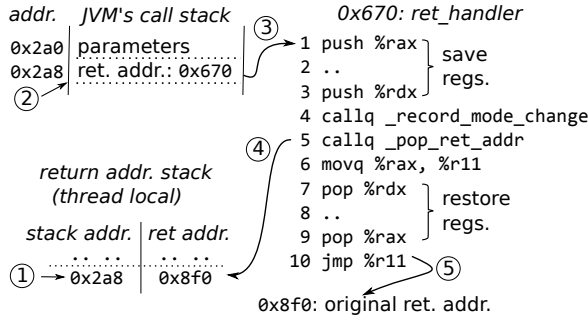 addr. JVM's call stack
0x2a0 parameters
0x2a8 ret. addr.: 0x670
2
3
0x670: ret_handler
1 push %rax
2 ..
3 push %rdx
save
regs.
4 callq _record_mode_change
5 callq _pop_ret_addr
6 movq %rax, %r11
7 pop %rdx
8 ..
9 pop %rax
restore
regs.
10 jmp %r11
5
0x8f0: original ret. addr.
4
return addr. stack
(thread local)
stack addr. ret addr.
.. .. .. ..
1 0x2a8 0x8f0